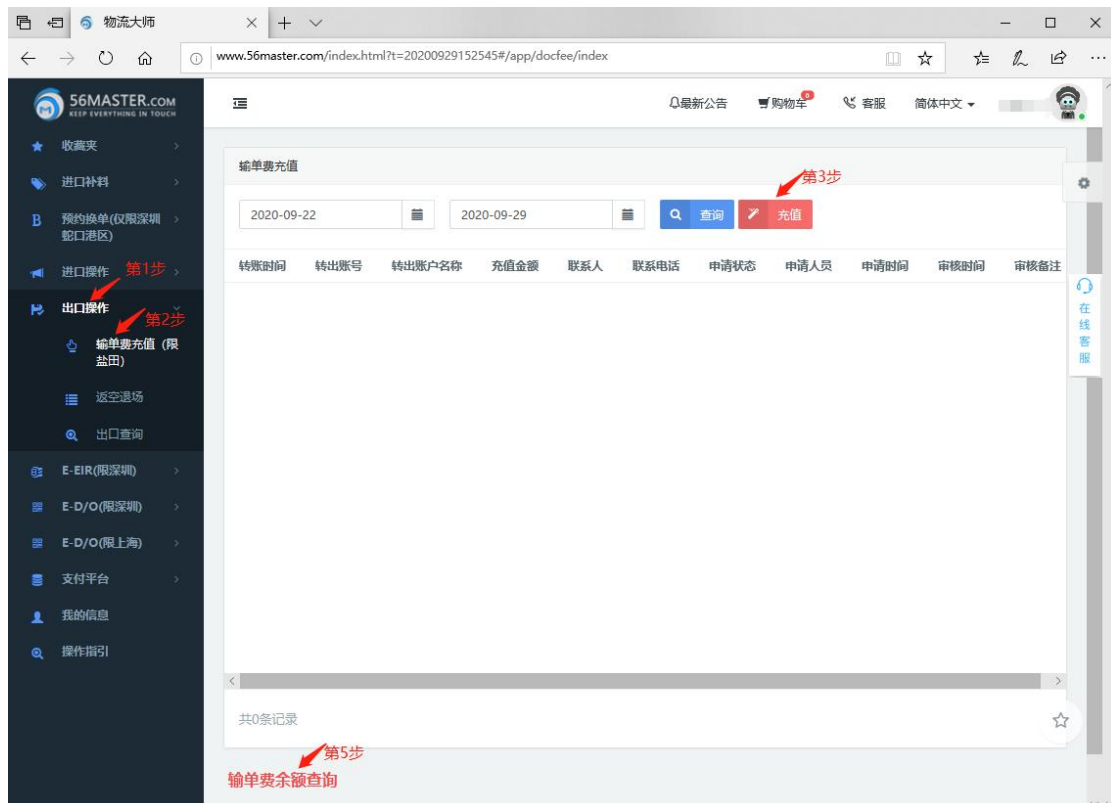 物流大师
www.56master.com/index.html?t=20200929152545#/app/docfee/index
56MASTER.COM
KEEP EVERYTHING IN TOUCH
最新公告 购物车 0 客服 简体中文
收藏夹
进口补料
预约换单(仅限深圳
蛇口港区)
进口操作
第1步
出口操作
第2步
输单费充值（限
盐田）
返空退场
出口查询
E-EIR(限深圳)
E-D/O(限深圳)
E-D/O(限上海)
支付平台
我的信息
操作指引
输单费充值
第3步
2020-09-22 2020-09-29 查询 充值
转账时间 转出账号 转出账户名称 充值金额 联系人 联系电话 申请状态 申请人员 申请时间 审核时间 审核备注
在
线
客
服
共0条记录
第5步
输单费余额查询